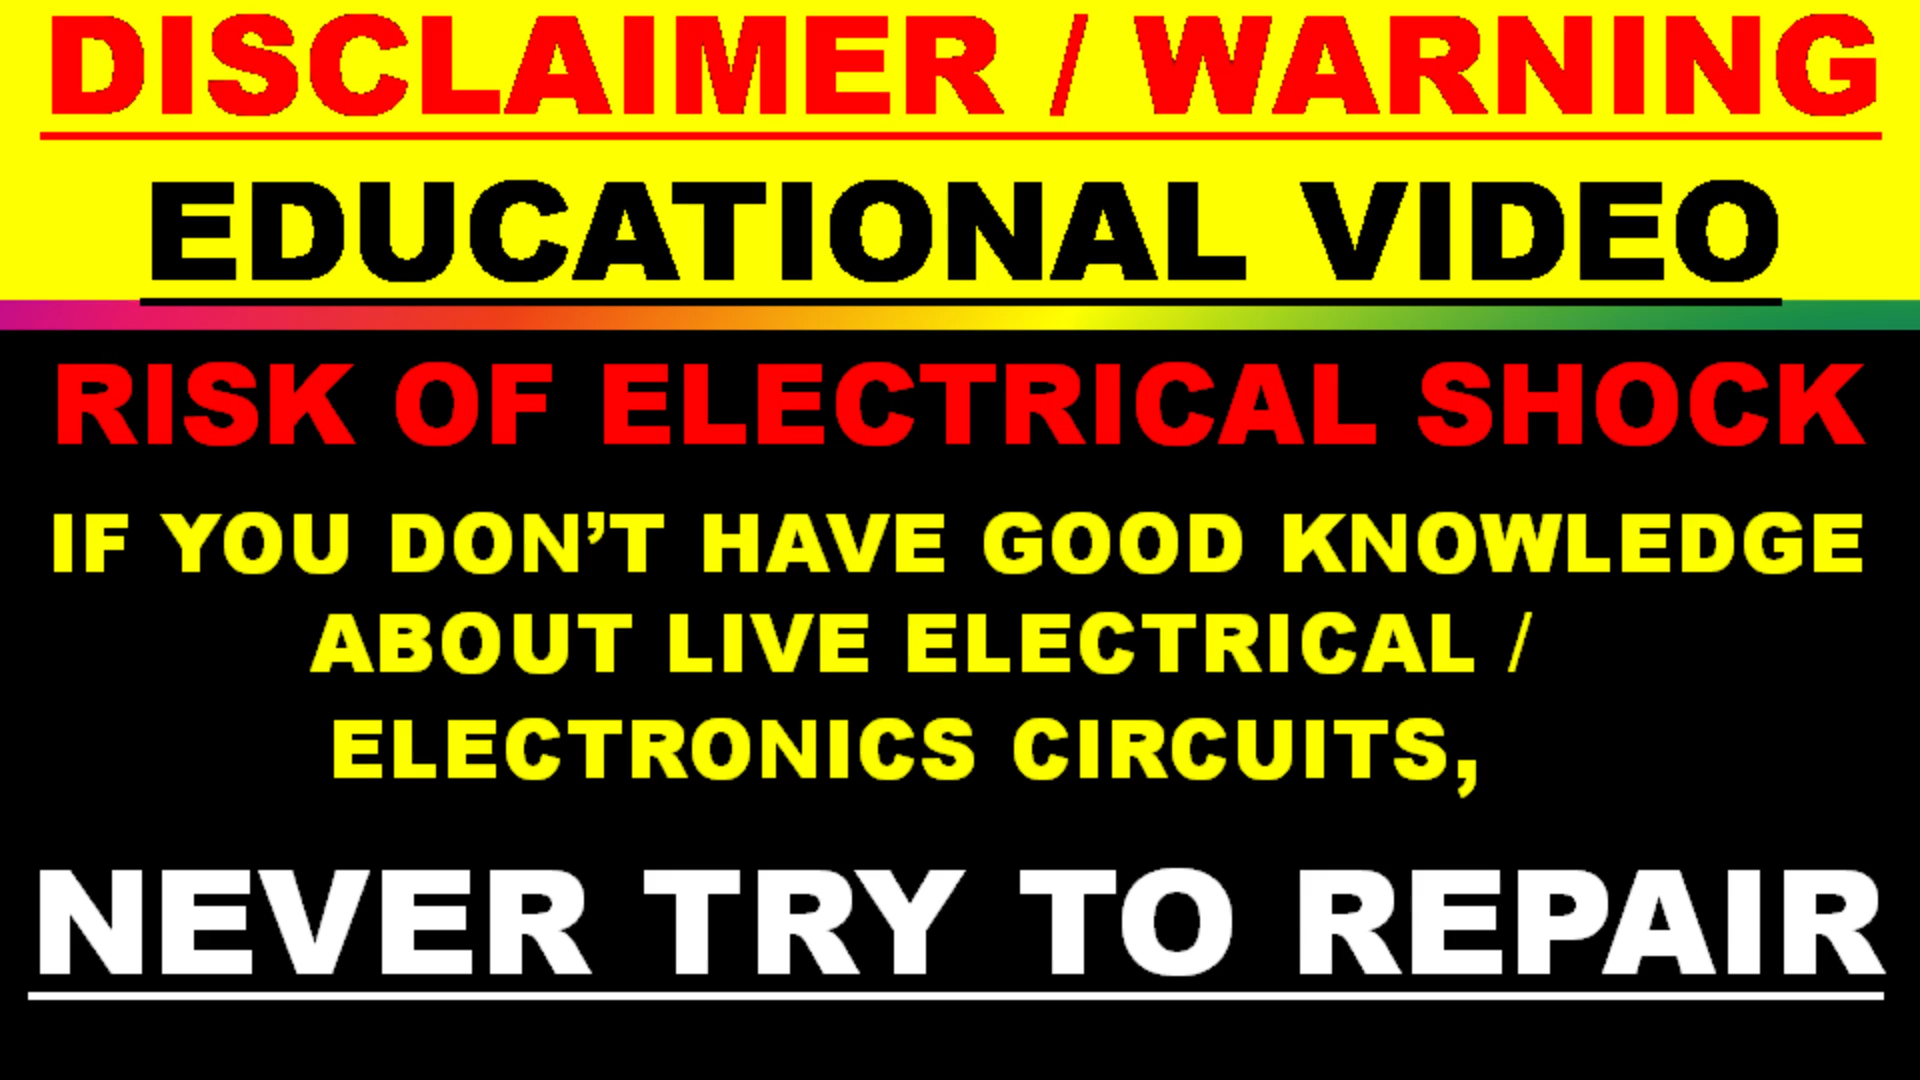 DISCLAIMER / WARNING
EDUCATIONAL VIDEO
RISK OF ELECTRICAL SHOCK
IF YOU DON’T HAVE GOOD KNOWLEDGE
ABOUT LIVE ELECTRICAL /
ELECTRONICS CIRCUITS,
NEVER TRY TO REPAIR